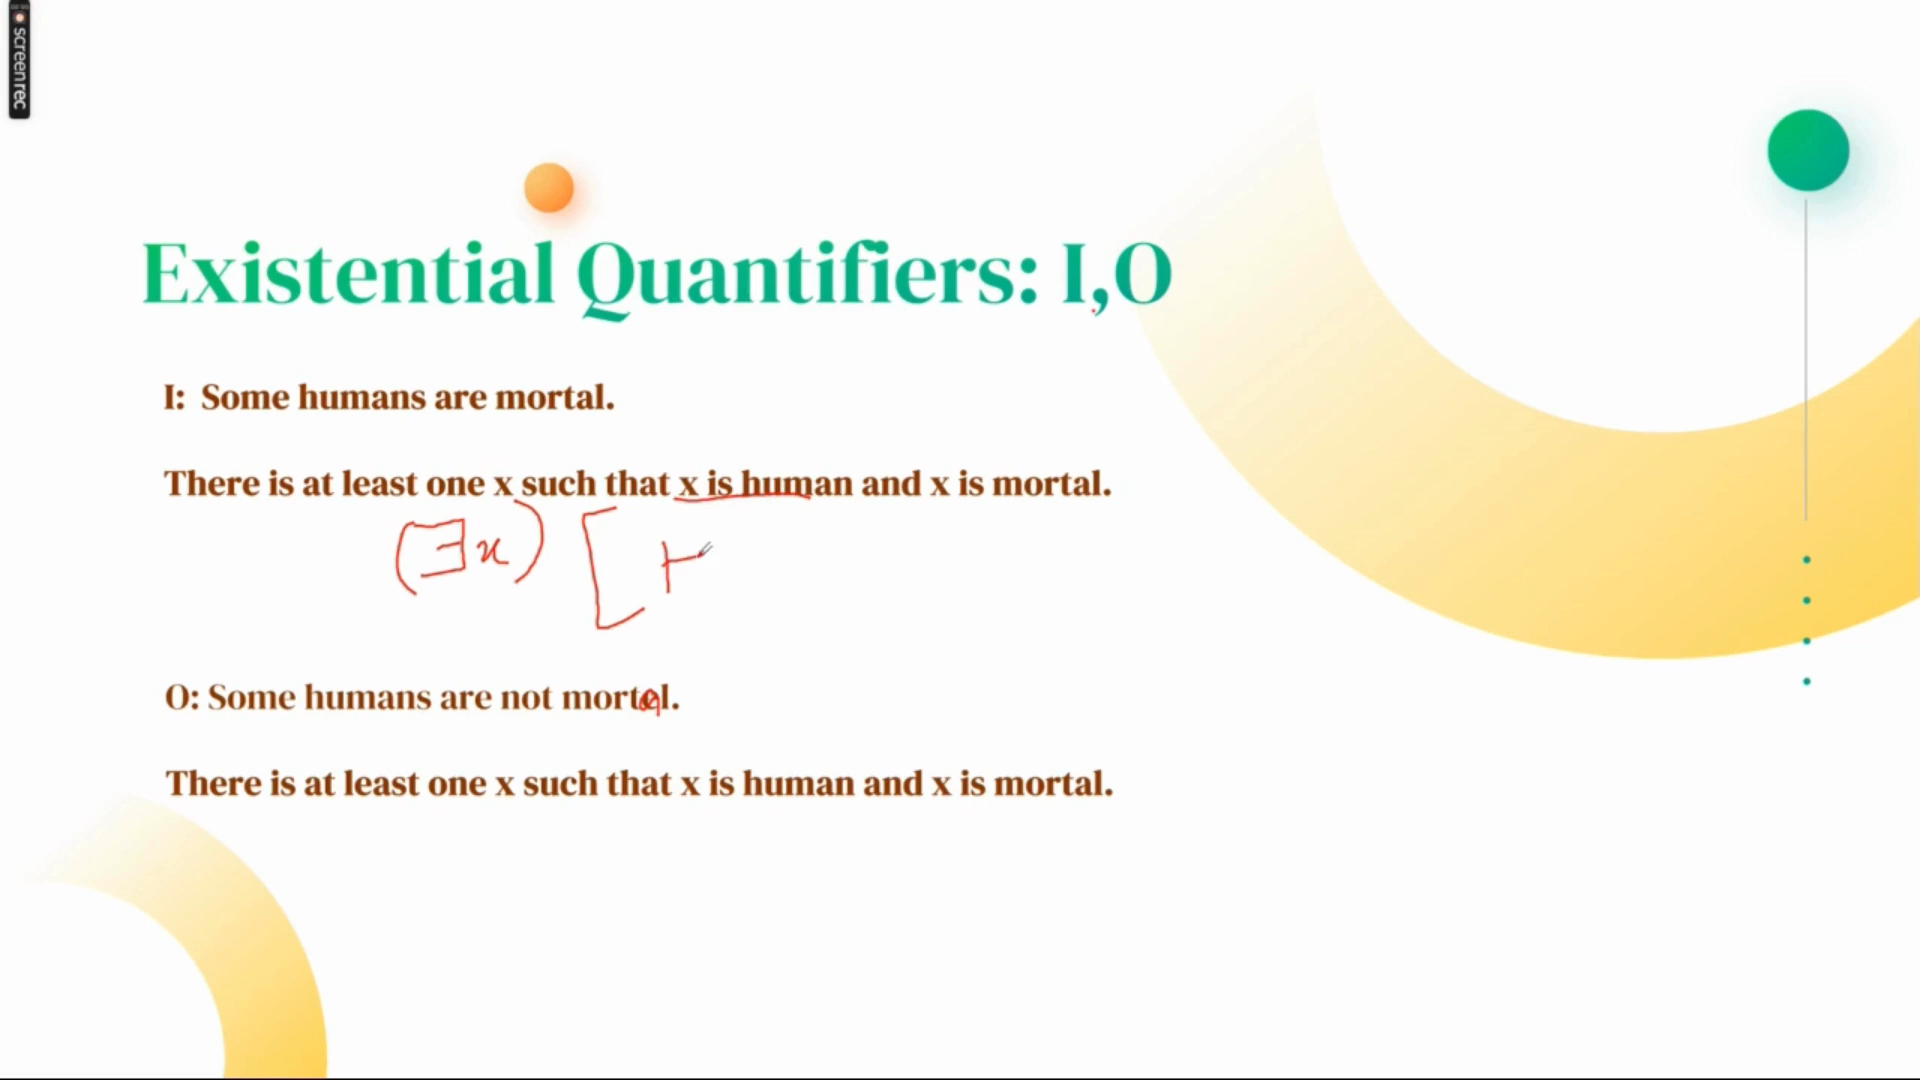 screenrec
Existential Quantifiers: I,O
I: Some humans are mortal.
There is at least one x such that x is human and x is mortal.
(∃x) [
O: Some humans are not mortal.
There is at least one x such that x is human and x is mortal.